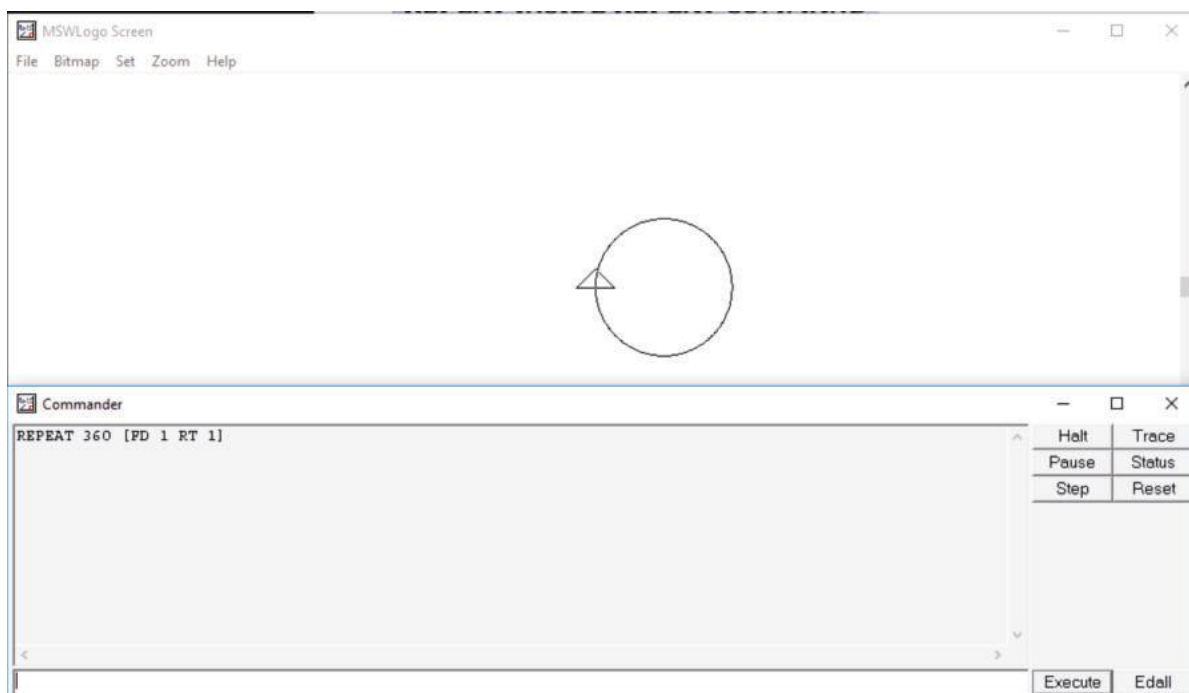 MSWLogo Screen
File Bitmap Set Zoom Help
Commander
REPEAT 360 [FD 1 RT 1]
Halt Trace
Pause Status
Step Reset
Execute Edall